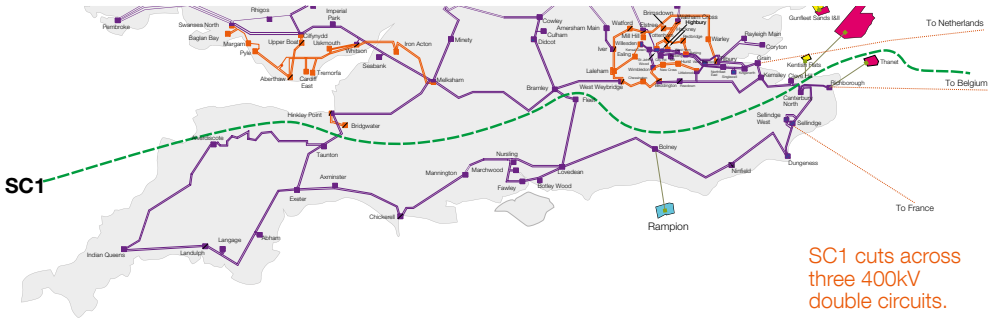 Rhigos
Imperial
Park
Pembroke
Swansea North
Baglan Bay
Margam
Pyle
Cilfynydd
Upper Boat
Uskmouth
Whitson
Iron Acton
Seabank
Aberthaw
Cardiff
East
Tremorfa
Melksham
Minety
Cowley
Culham
Didcot
Amersham Main
Iver
Watford
Elstree
Mill Hill
Willesden
Ealing
Laleham
West Weybridge
Wimbledon
Brimsdown
Waltham Cross
Highbury
Hackney
Warley
Rayleigh Main
Coryton
Grain
Kemsley
Kentish Flats
Cleve Hill
Canterbury
North
Richborough
Thanet
Gunfleet Sands I&II
To Netherlands
To Belgium
Bramley
Fleet
Hinkley Point
Bridgwater
Alverdiscott
Taunton
Sellindge
West
Sellindge
Dungeness
Ninfield
Bolney
Lovedean
Nursling
Marchwood
Mannington
Fawley
Botley Wood
Axminster
Exeter
Chickerell
SC1
Indian Queens
Landulph
Langage
Abham
Rampion
To France
SC1 cuts across
three 400kV
double circuits.